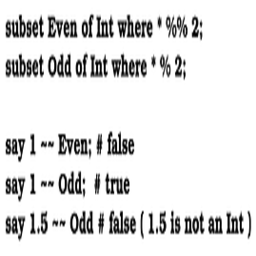 subset Even of Int where * %% 2;
subset Odd of Int where * % 2;
say 1 ~~ Even; # false
say 1 ~~ Odd; # true
say 1.5 ~~ Odd # false ( 1.5 is not an Int )